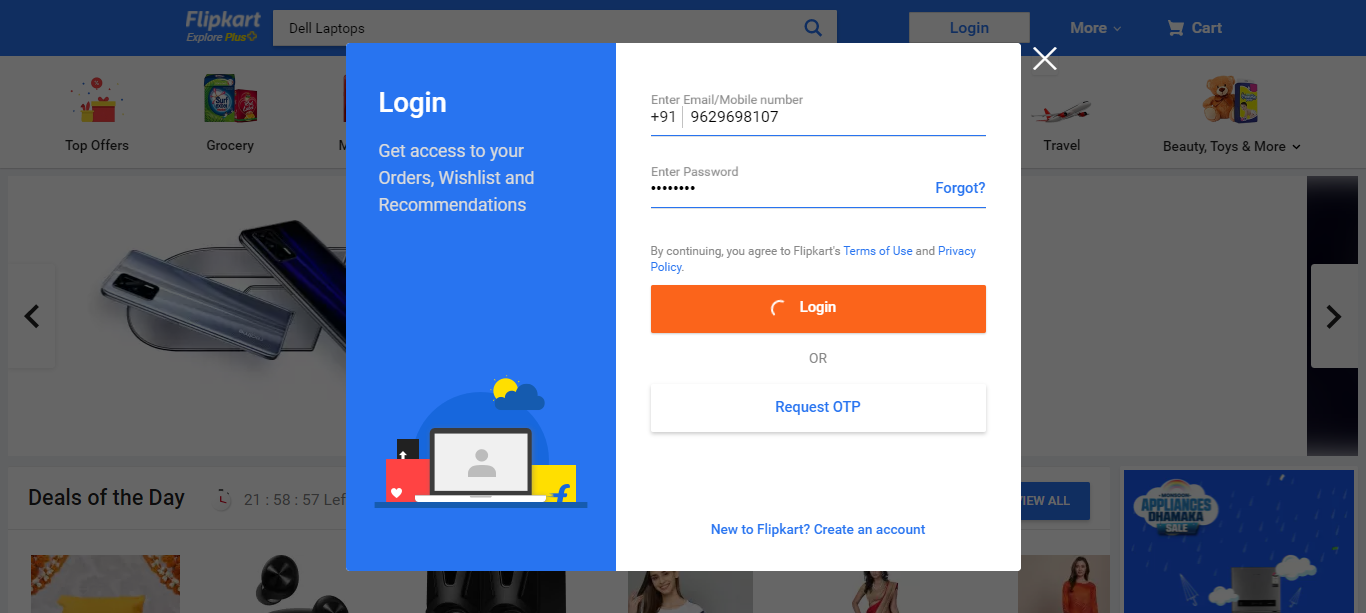 Flipkart
Explore Plus
Dell Laptops
Login
More
Cart
Top Offers
Grocery
M
Travel
Beauty, Toys & More
Login
Get access to your
Orders, Wishlist and
Recommendations
Enter Email/Mobile number
+91 9629698107
Enter Password
••••••••
Forgot?
By continuing, you agree to Flipkart's Terms of Use and Privacy
Policy.
Login
OR
Request OTP
New to Flipkart? Create an account
Deals of the Day
21 : 58 : 57 Lef
VIEW ALL
APPLIANCES
DHAMAKA
SALE